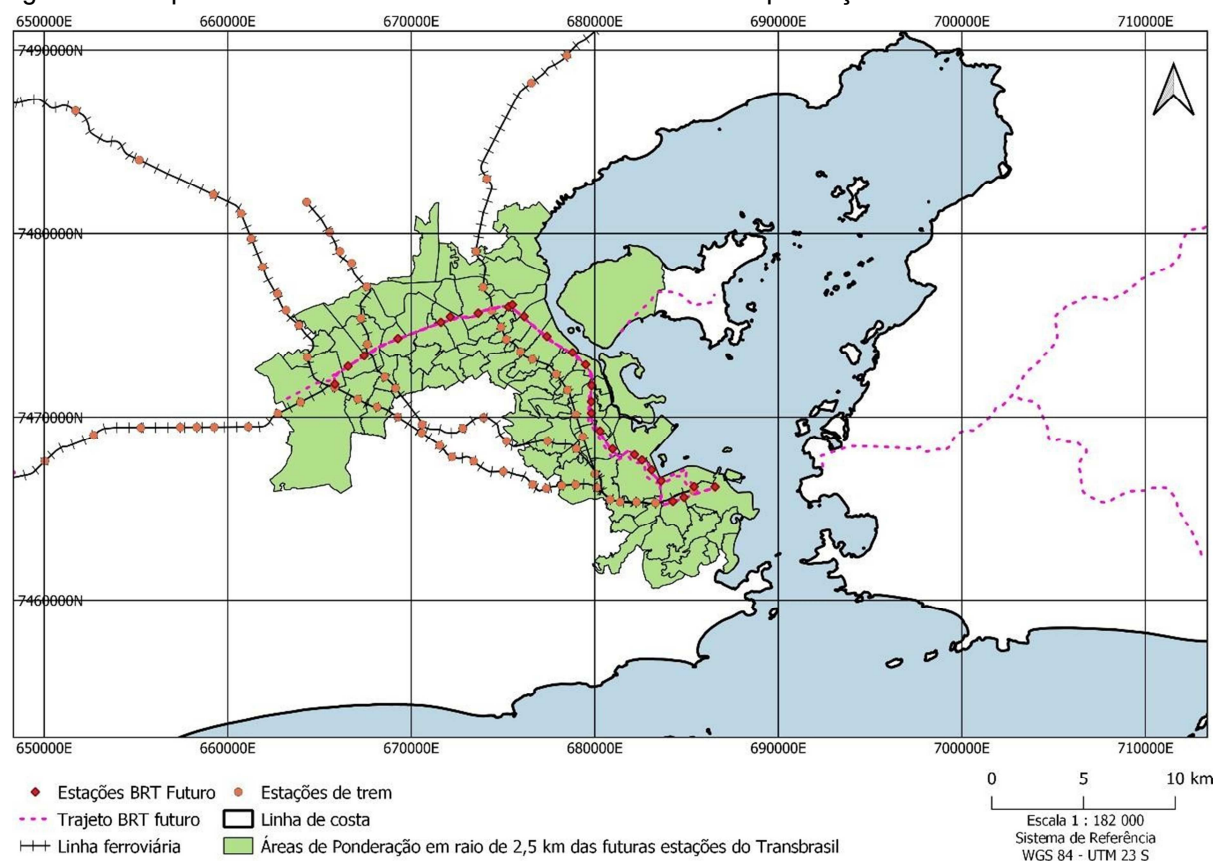 650000E 660000E 670000E 680000E 690000E 700000E 710000E
7490000N
7480000N
7470000N
7460000N
650000E 660000E 670000E 680000E 690000E 700000E 710000E
Estações BRT Futuro
Estações de trem
Trajeto BRT futuro
Linha de costa
Linha ferroviária
Áreas de Ponderação em raio de 2,5 km das futuras estações do Transbrasil
0 5 10 km
Escala 1 : 182 000
Sistema de Referência
WGS 84 - UTM 23 S